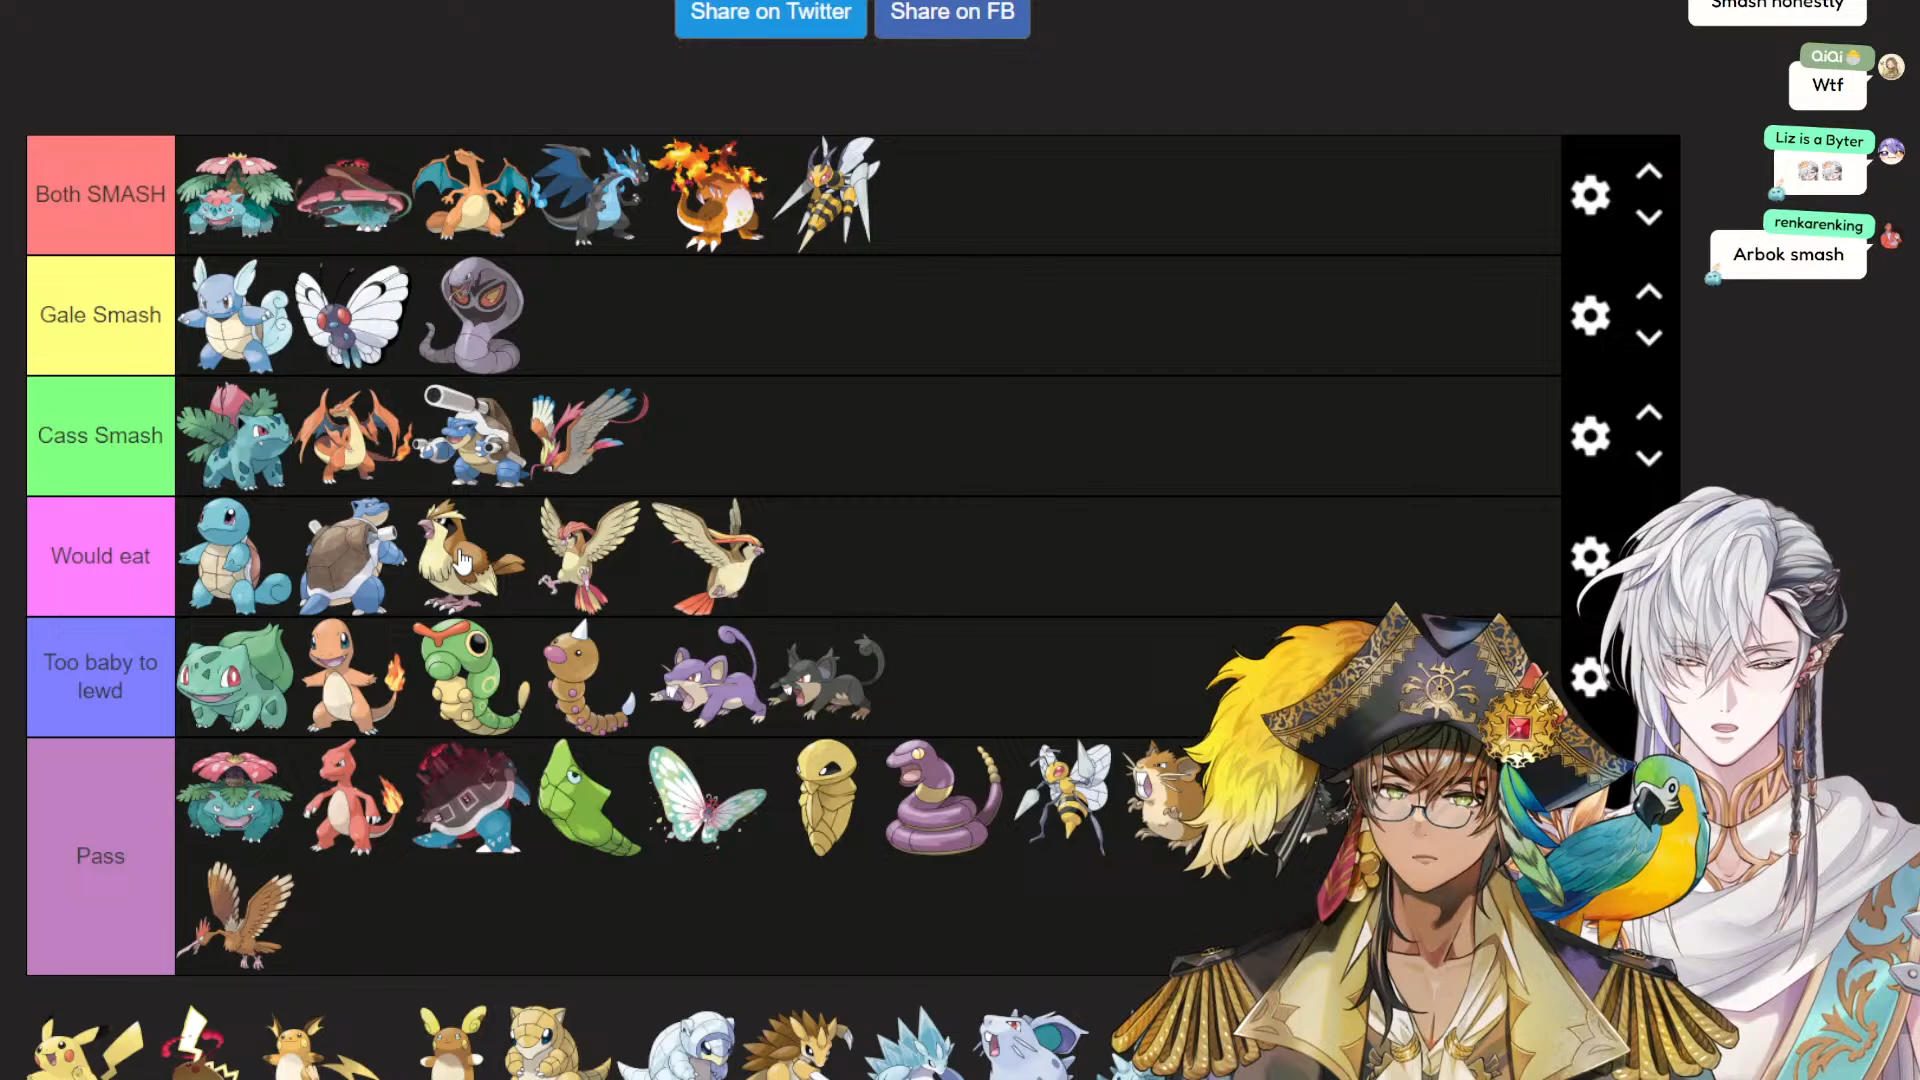 Share on Twitter
Share on FB
Smash honestly
QiQi
Wtf
Liz is a Byter
renkarenking
Arbok smash
Both SMASH
Gale Smash
Cass Smash
Would eat
Too baby to
lewd
Pass